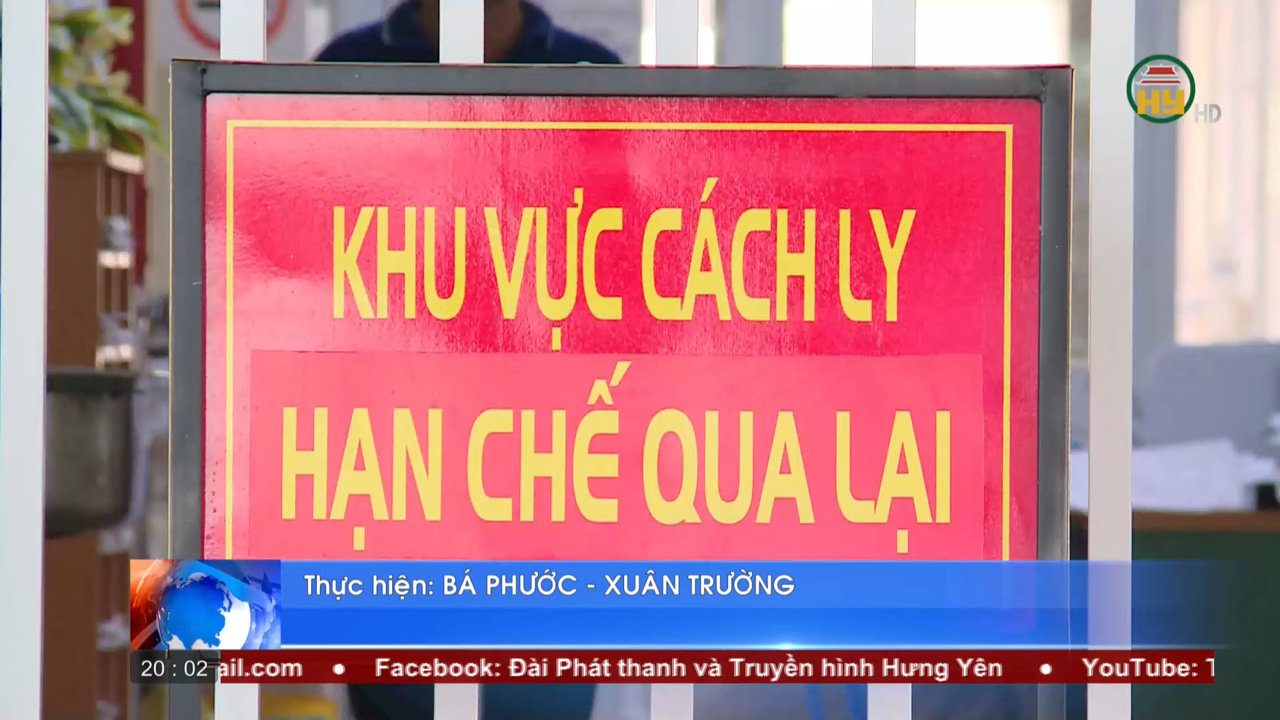 HY HD
KHU VỰC CÁCH LY
HẠN CHẾ QUA LẠI
Thực hiện: BÁ PHƯỚC - XUÂN TRƯỜNG
20 : 02 ail.com • Facebook: Đài Phát thanh và Truyền hình Hưng Yên • YouTube: